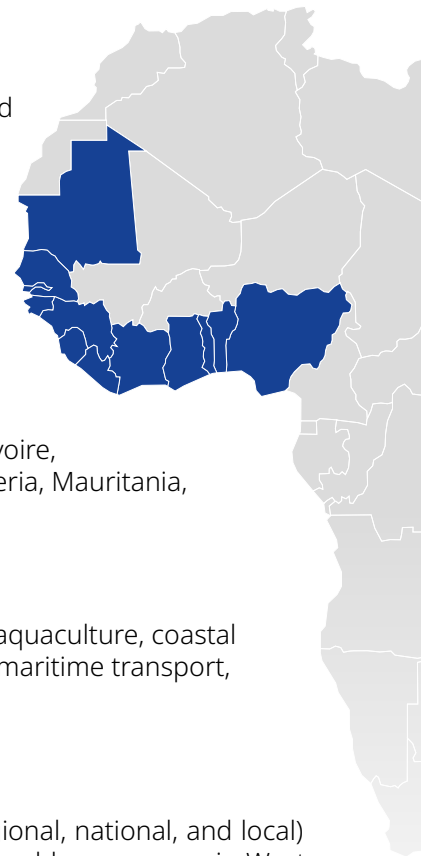 d
voire,
eria, Mauritania,
aquaculture, coastal
maritime transport,
ional, national, and local)